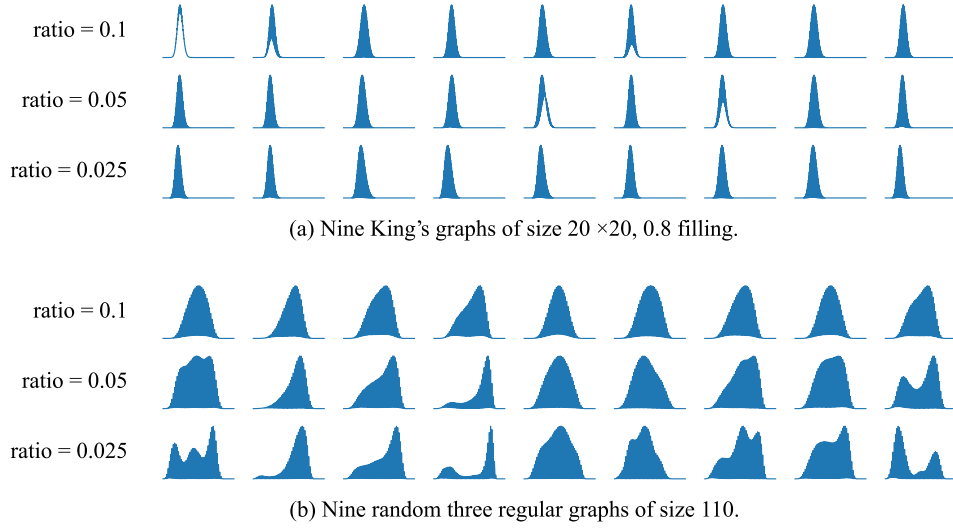 ratio = 0.1
ratio = 0.05
ratio = 0.025
(a) Nine King’s graphs of size 20 ×20, 0.8 filling.
ratio = 0.1
ratio = 0.05
ratio = 0.025
(b) Nine random three regular graphs of size 110.